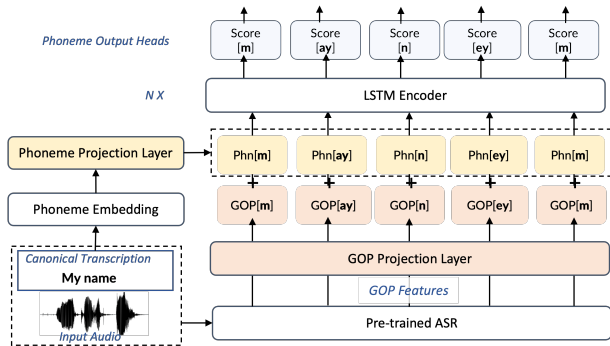 Phoneme Output Heads
Score [m]
Score [ay]
Score [n]
Score [ey]
Score [m]
N X
LSTM Encoder
Phoneme Projection Layer
Phn[m]
Phn[ay]
Phn[n]
Phn[ey]
Phn[m]
+ + + + +
Phoneme Embedding
GOP[m]
GOP[ay]
GOP[n]
GOP[ey]
GOP[m]
Canonical Transcription
My name
GOP Projection Layer
GOP Features
Input Audio
Pre-trained ASR